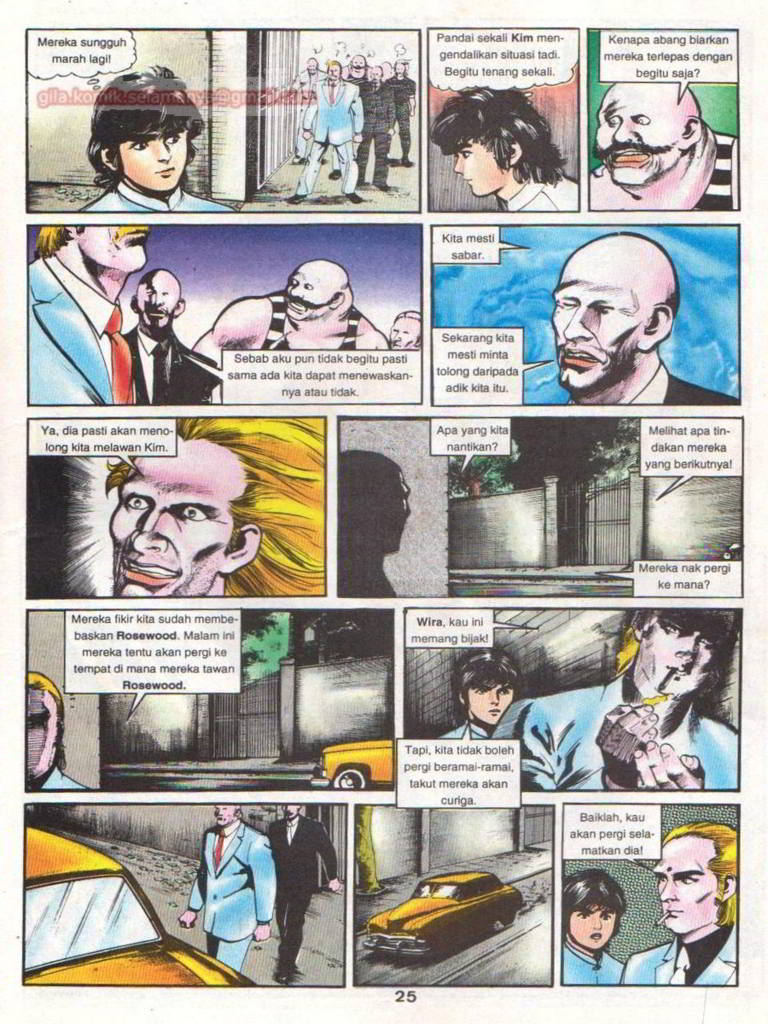 Mereka sungguh
marah lagi!
gila.komik.selamanya@gmail.com
Pandai sekali Kim men-
gendalikan situasi tadi.
Begitu tenang sekali.
Kenapa abang biarkan
mereka terlepas dengan
begitu saja?
Sebab aku pun tidak begitu pasti
sama ada kita dapat menewaskan-
nya atau tidak.
Kita mesti
sabar.
Sekarang kita
mesti minta
tolong daripada
adik kita itu.
Ya, dia pasti akan meno-
long kita melawan Kim.
Apa yang kita
nantikan?
Melihat apa tin-
dakan mereka
yang berikutnya!
Mereka nak pergi
ke mana?
Mereka fikir kita sudah membe-
baskan Rosewood. Malam ini
mereka tentu akan pergi ke
tempat di mana mereka tawan
Rosewood.
Wira, kau ini
memang bijak!
Tapi, kita tidak boleh
pergi beramai-ramai,
takut mereka akan
curiga.
Baiklah, kau
akan pergi sela-
matkan dia!
25